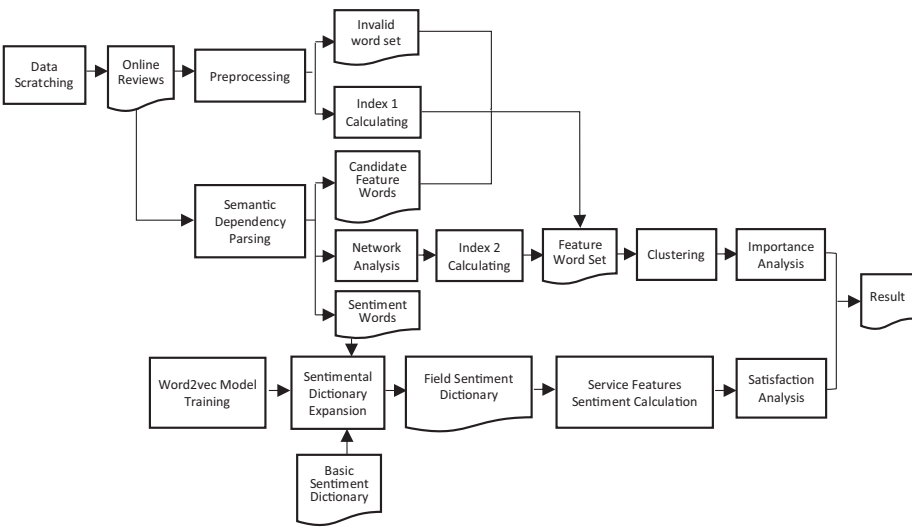 Invalid
word set
Data
Scratching
Online
Reviews
Preprocessing
Index 1
Calculating
Candidate
Feature
Words
Semantic
Dependency
Parsing
Network
Analysis
Index 2
Calculating
Feature
Word Set
Clustering
Importance
Analysis
Sentiment
Words
Result
Word2vec Model
Training
Sentimental
Dictionary
Expansion
Field Sentiment
Dictionary
Service Features
Sentiment Calculation
Satisfaction
Analysis
Basic
Sentiment
Dictionary